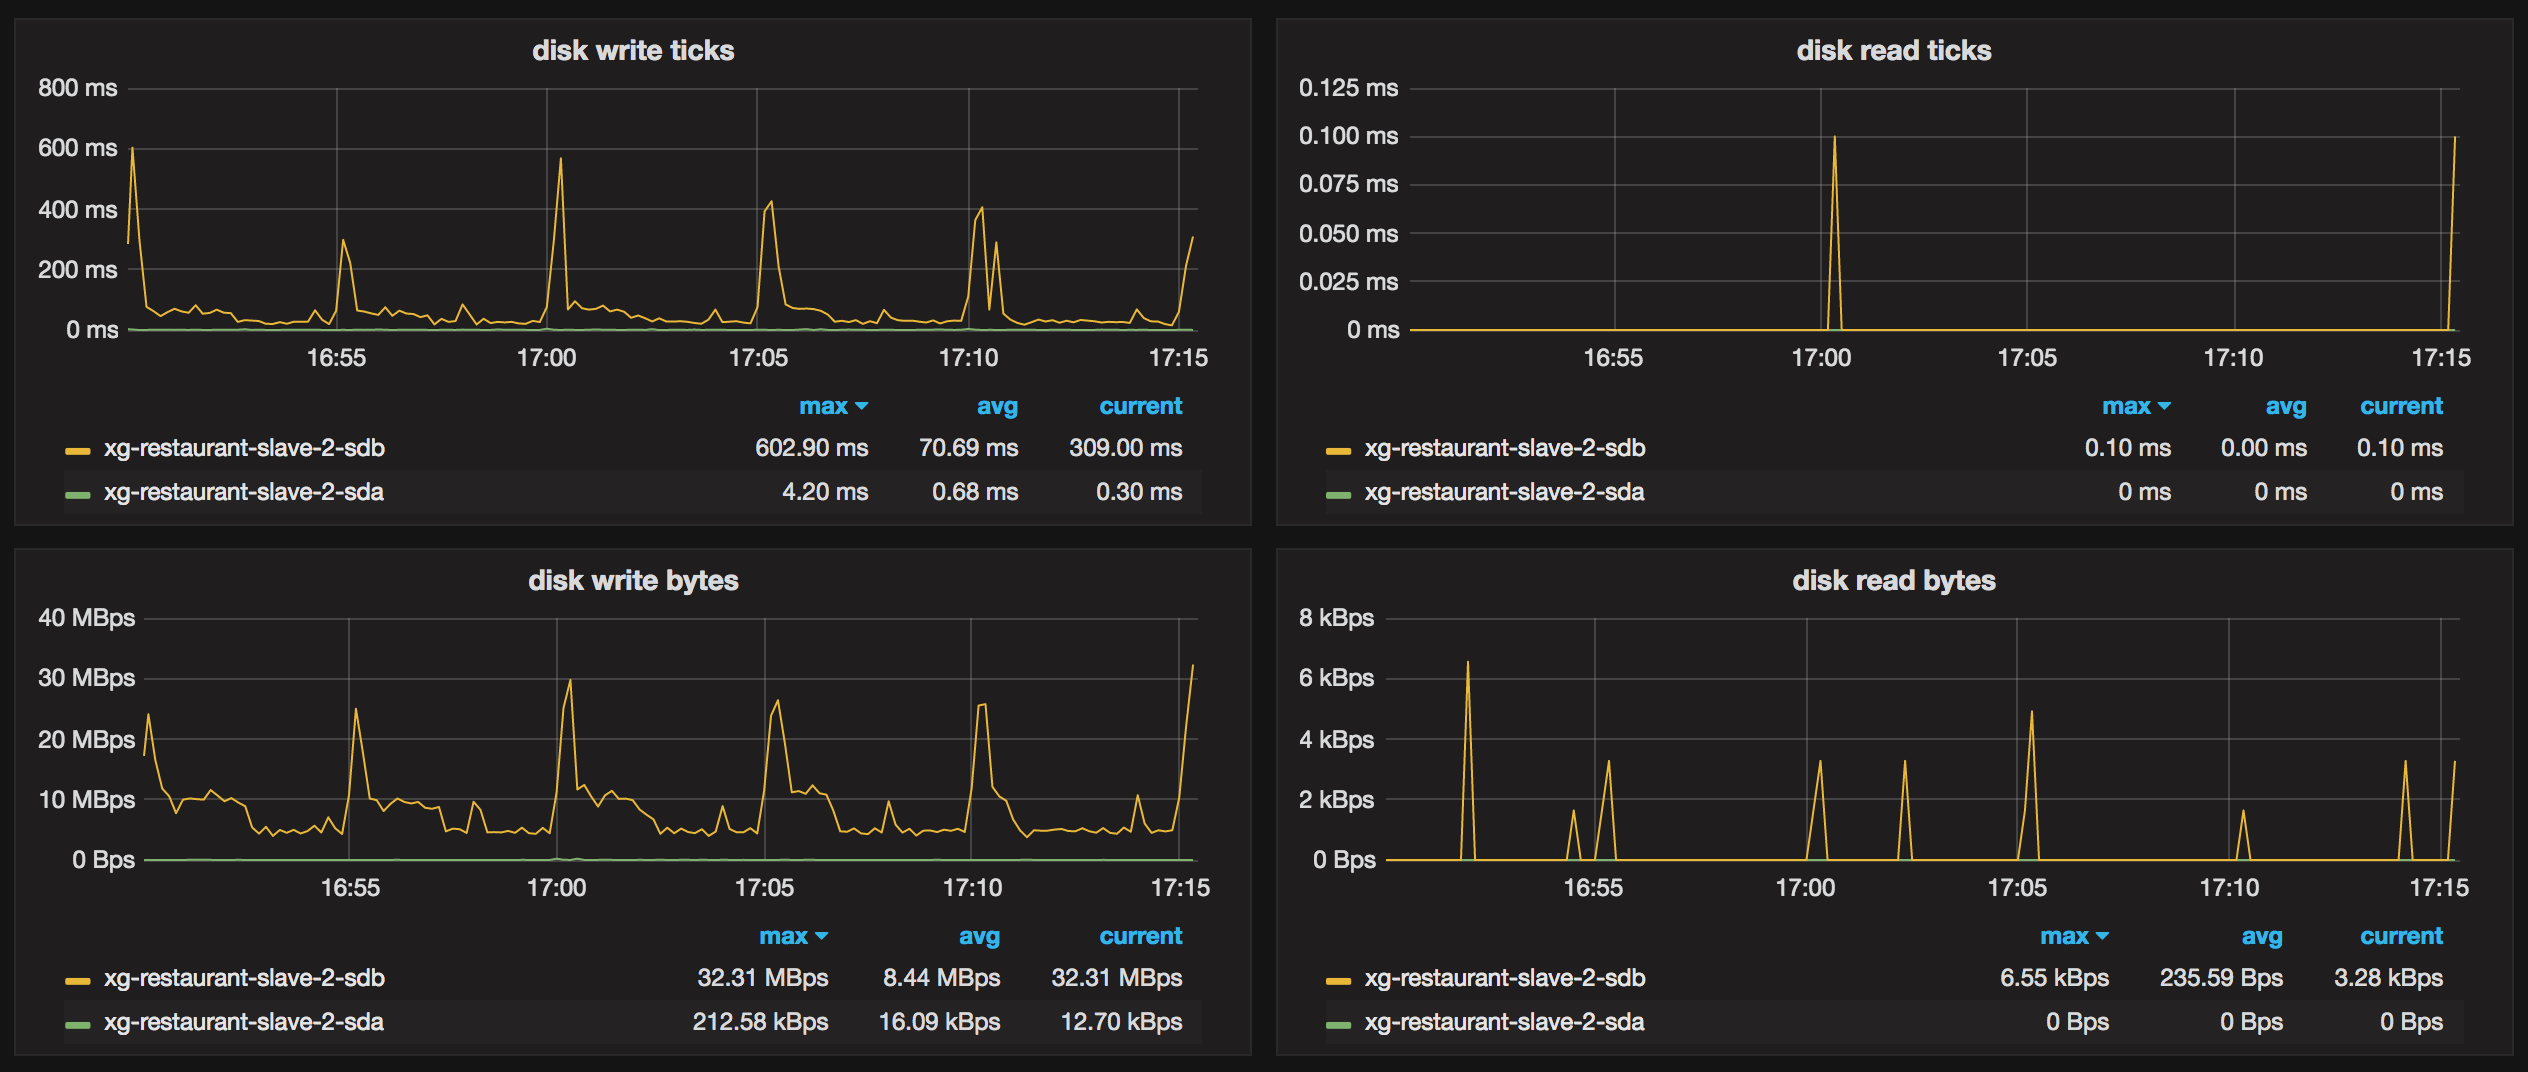 disk write ticks
800 ms
600 ms
400 ms
200 ms
0 ms
16:55 17:00 17:05 17:10 17:15
max avg current
xg-restaurant-slave-2-sdb 602.90 ms 70.69 ms 309.00 ms
xg-restaurant-slave-2-sda 4.20 ms 0.68 ms 0.30 ms
disk read ticks
0.125 ms
0.100 ms
0.075 ms
0.050 ms
0.025 ms
0 ms
16:55 17:00 17:05 17:10 17:15
max avg current
xg-restaurant-slave-2-sdb 0.10 ms 0.00 ms 0.10 ms
xg-restaurant-slave-2-sda 0 ms 0 ms 0 ms
disk write bytes
40 MBps
30 MBps
20 MBps
10 MBps
0 Bps
16:55 17:00 17:05 17:10 17:15
max avg current
xg-restaurant-slave-2-sdb 32.31 MBps 8.44 MBps 32.31 MBps
xg-restaurant-slave-2-sda 212.58 kBps 16.09 kBps 12.70 kBps
disk read bytes
8 kBps
6 kBps
4 kBps
2 kBps
0 Bps
16:55 17:00 17:05 17:10 17:15
max avg current
xg-restaurant-slave-2-sdb 6.55 kBps 235.59 Bps 3.28 kBps
xg-restaurant-slave-2-sda 0 Bps 0 Bps 0 Bps